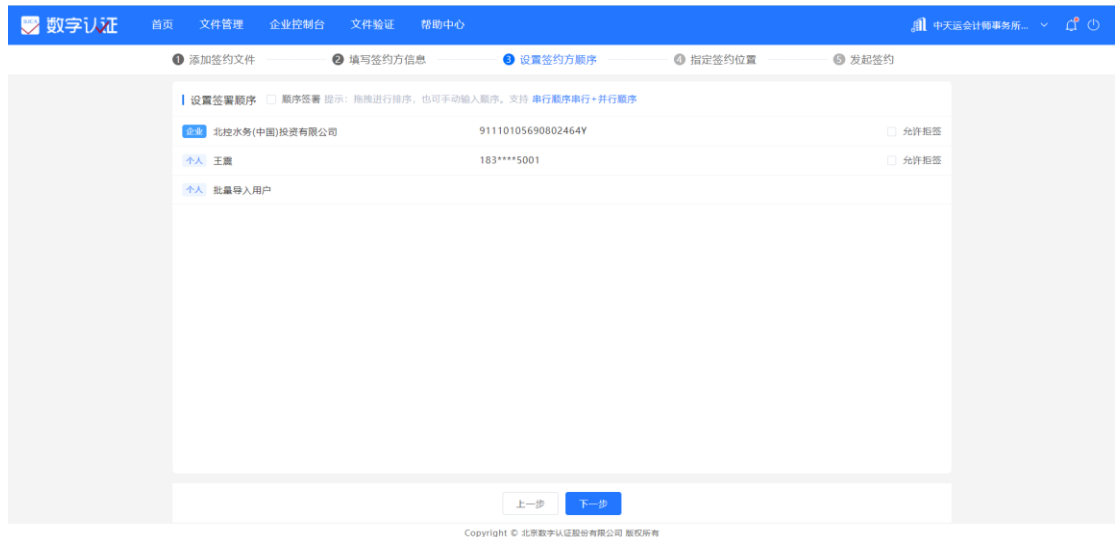 数字认证 首页 文件管理 企业控制台 文件验证 帮助中心 中天运会计师事务所...
1 添加签约文件 2 填写签约方信息 3 设置签约方顺序 4 指定签约位置 5 发起签约
设置签署顺序 顺序签署 提示：拖拽进行排序，也可手动输入顺序，支持 串行顺序串行+并行顺序
企业 北控水务(中国)投资有限公司 91110105690802464Y 允许拒签
个人 王震 183****5001 允许拒签
个人 批量导入用户
上一步 下一步
Copyright © 北京数字认证股份有限公司 版权所有